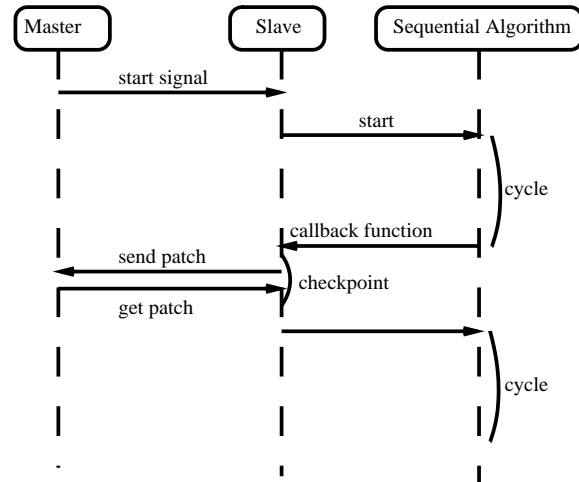 Master
Slave
Sequential Algorithm
start signal
start
cycle
callback function
send patch
checkpoint
get patch
cycle